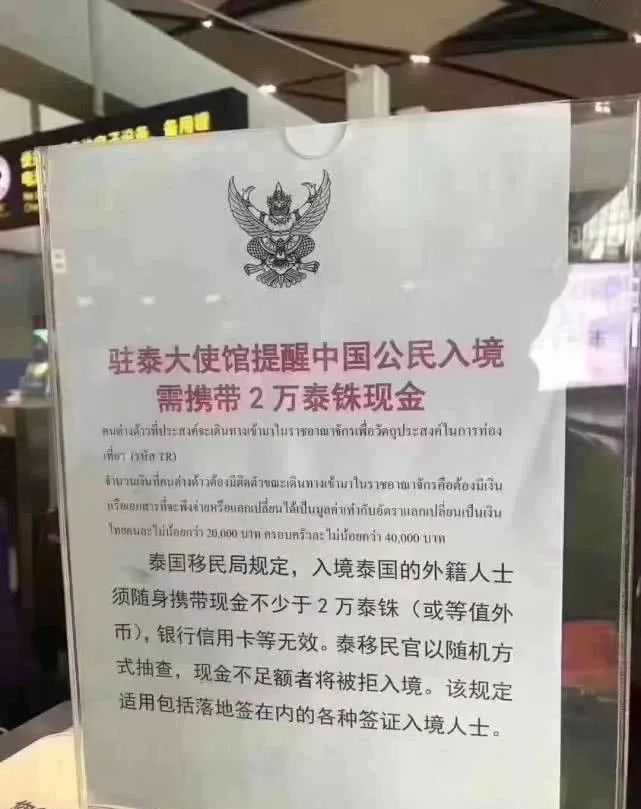 驻泰大使馆提醒中国公民入境
需携带2万泰铢现金
คนต่างด้าวที่ประสงค์จะเดินทางเข้ามาในราชอาณาจักรเพื่อวัตถุประสงค์ในการท่อง
เที่ยว (รหัส TR)
จำนวนเงินที่คนต่างด้าวต้องมีติดตัวขณะเดินทางเข้ามาในราชอาณาจักรคือต้องมีเงิน
หรือเอกสารที่จะพึงจ่ายหรือแลกเปลี่ยนได้เป็นมูลค่าเท่ากับอัตราแลกเปลี่ยนเป็นเงิน
ไทยคนละไม่น้อยกว่า 20,000 บาท ครอบครัวละไม่น้อยกว่า 40,000 บาท
泰国移民局规定，入境泰国的外籍人士
须随身携带现金不少于2万泰铢（或等值外
币），银行信用卡等无效。泰移民官以随机方
式抽查，现金不足额者将被拒入境。该规定
适用包括落地签在内的各种签证入境人士。